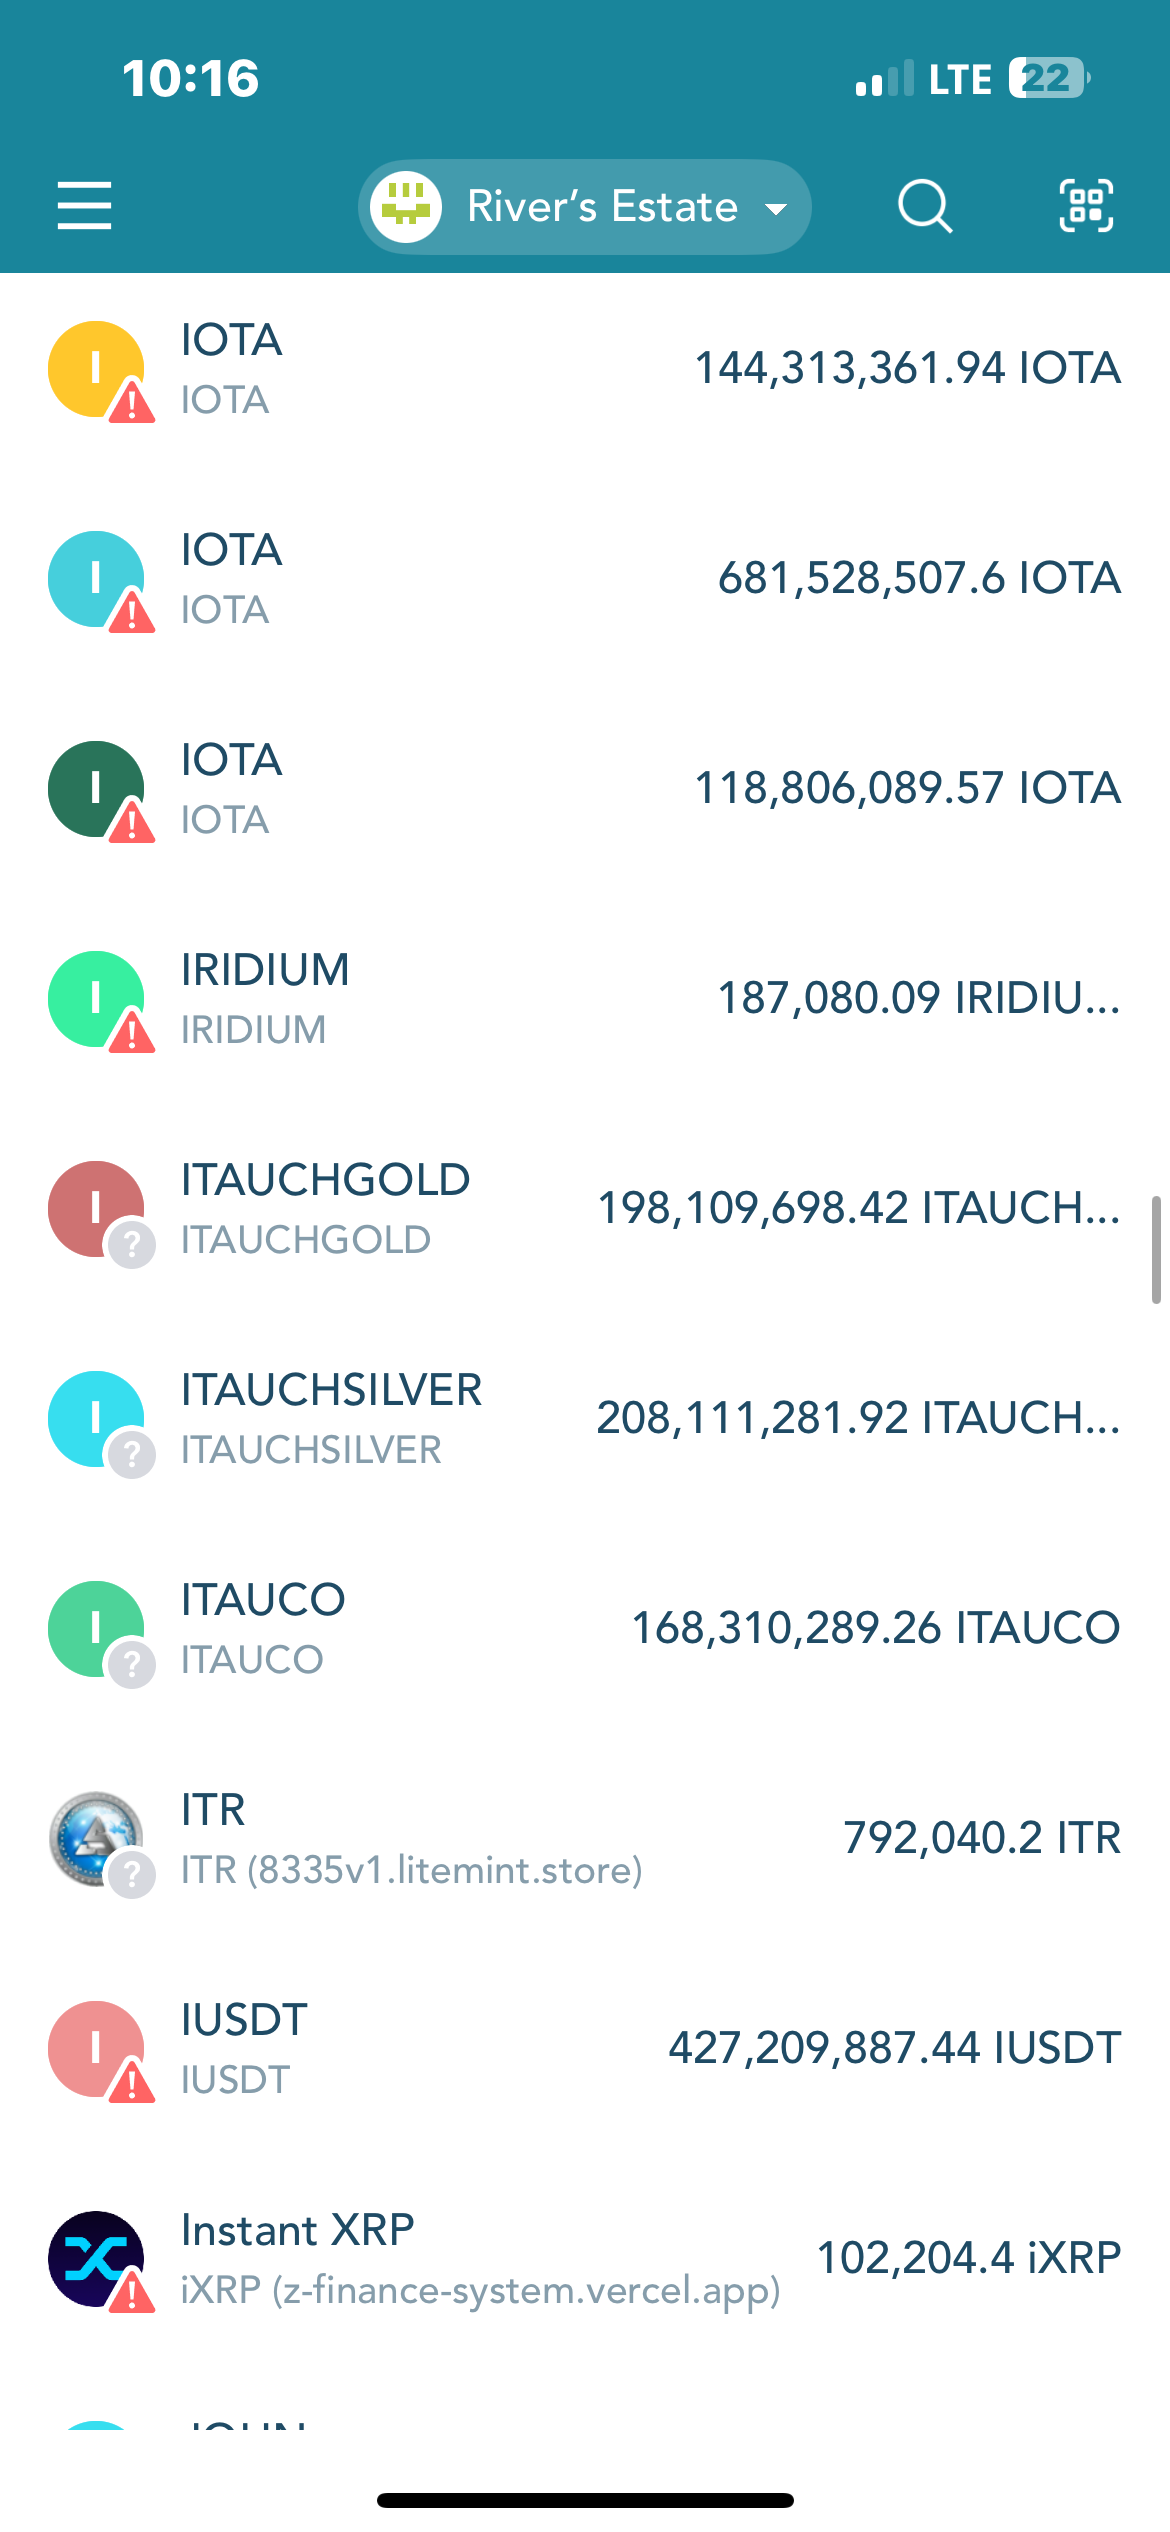 10:16
LTE 22
River's Estate
I
IOTA
IOTA
144,313,361.94 IOTA
I
IOTA
IOTA
681,528,507.6 IOTA
I
IOTA
IOTA
118,806,089.57 IOTA
I
IRIDIUM
IRIDIUM
187,080.09 IRIDIU...
I
ITAUCHGOLD
ITAUCHGOLD
198,109,698.42 ITAUCH...
?
I
ITAUCHSILVER
ITAUCHSILVER
208,111,281.92 ITAUCH...
?
I
ITAUCO
ITAUCO
168,310,289.26 ITAUCO
?
ITR
ITR (8335v1.litemint.store)
792,040.2 ITR
?
I
IUSDT
IUSDT
427,209,887.44 IUSDT
Instant XRP
iXRP (z-finance-system.vercel.app)
102,204.4 iXRP